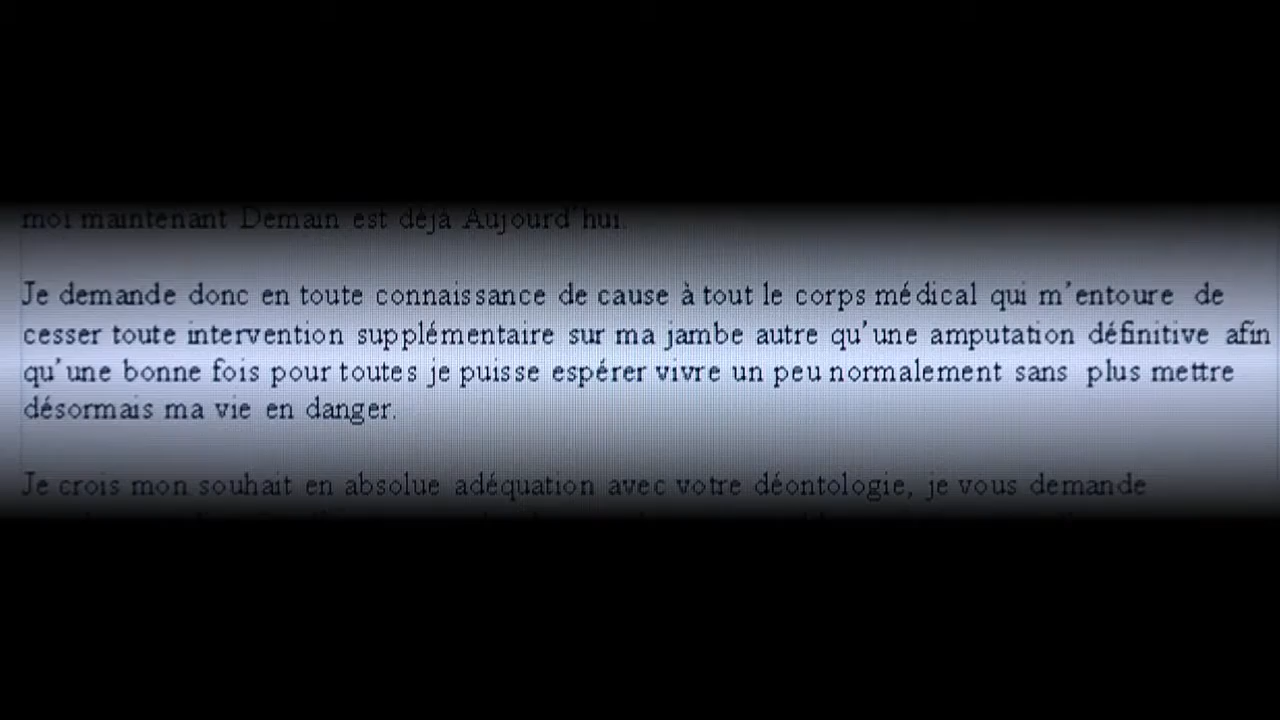 moi maintenant Demain est déjà Aujourd'hui.
Je demande donc en toute connaissance de cause à tout le corps médical qui m'entoure de
cesser toute intervention supplémentaire sur ma jambe autre qu'une amputation définitive afin
qu'une bonne fois pour toutes je puisse espérer vivre un peu normalement sans plus mettre
désormais ma vie en danger.
Je crois mon souhait en absolue adéquation avec votre déontologie, je vous demande